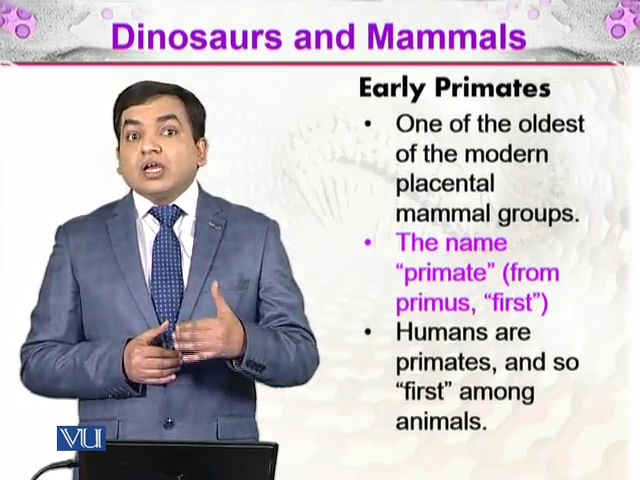 Dinosaurs and Mammals
Early Primates
• One of the oldest
of the modern
placental
mammal groups.
• The name
“primate” (from
primus, “first”)
• Humans are
primates, and so
“first” among
animals.
VU